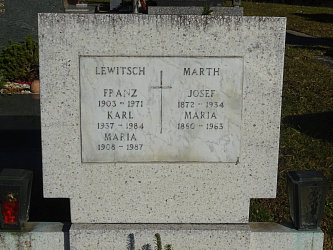 LEWITSCH
FRANZ
1903 - 1971
KARL
1937 - 1984
MARIA
1908 - 1987
MARTH
JOSEF
1872 - 1934
MARIA
1880 - 1963